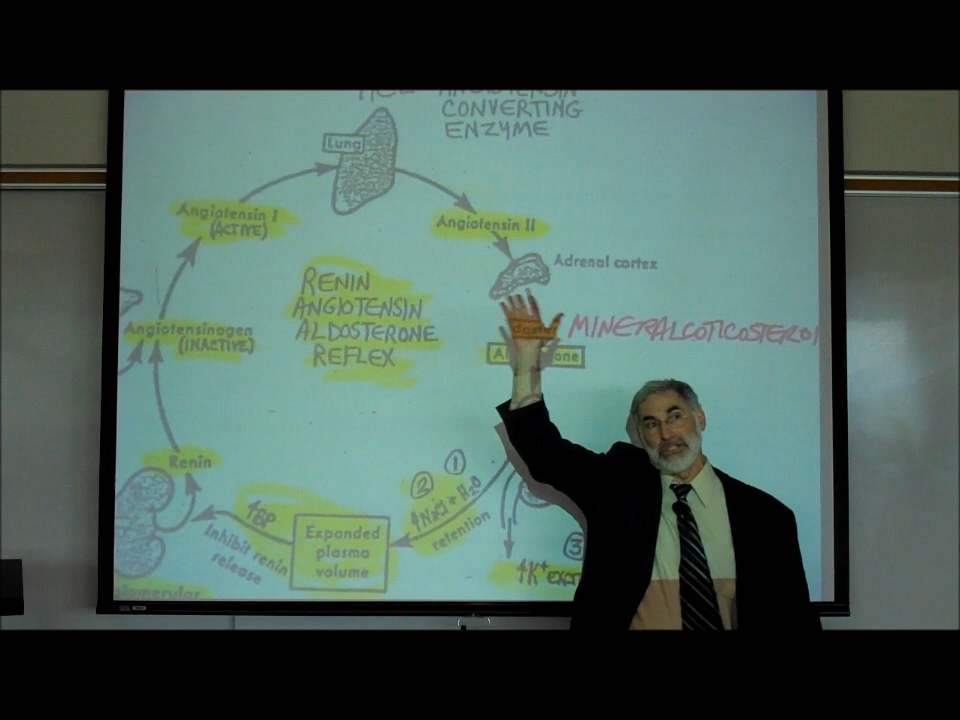 CONVERTING
ENZYME
Lung
Angiotensin I
(ACTIVE)
Angiotensin II
Adrenal cortex
RENIN
ANGIOTENSIN
ALDOSTERONE
REFLEX
Angiotensinogen
(INACTIVE)
MINERALCOTICOSTEROI
Renin
② ①
↑NaCl + H₂O
retention
↑BP
Expanded
plasma
volume
Inhibit renin
release
③
↑K⁺